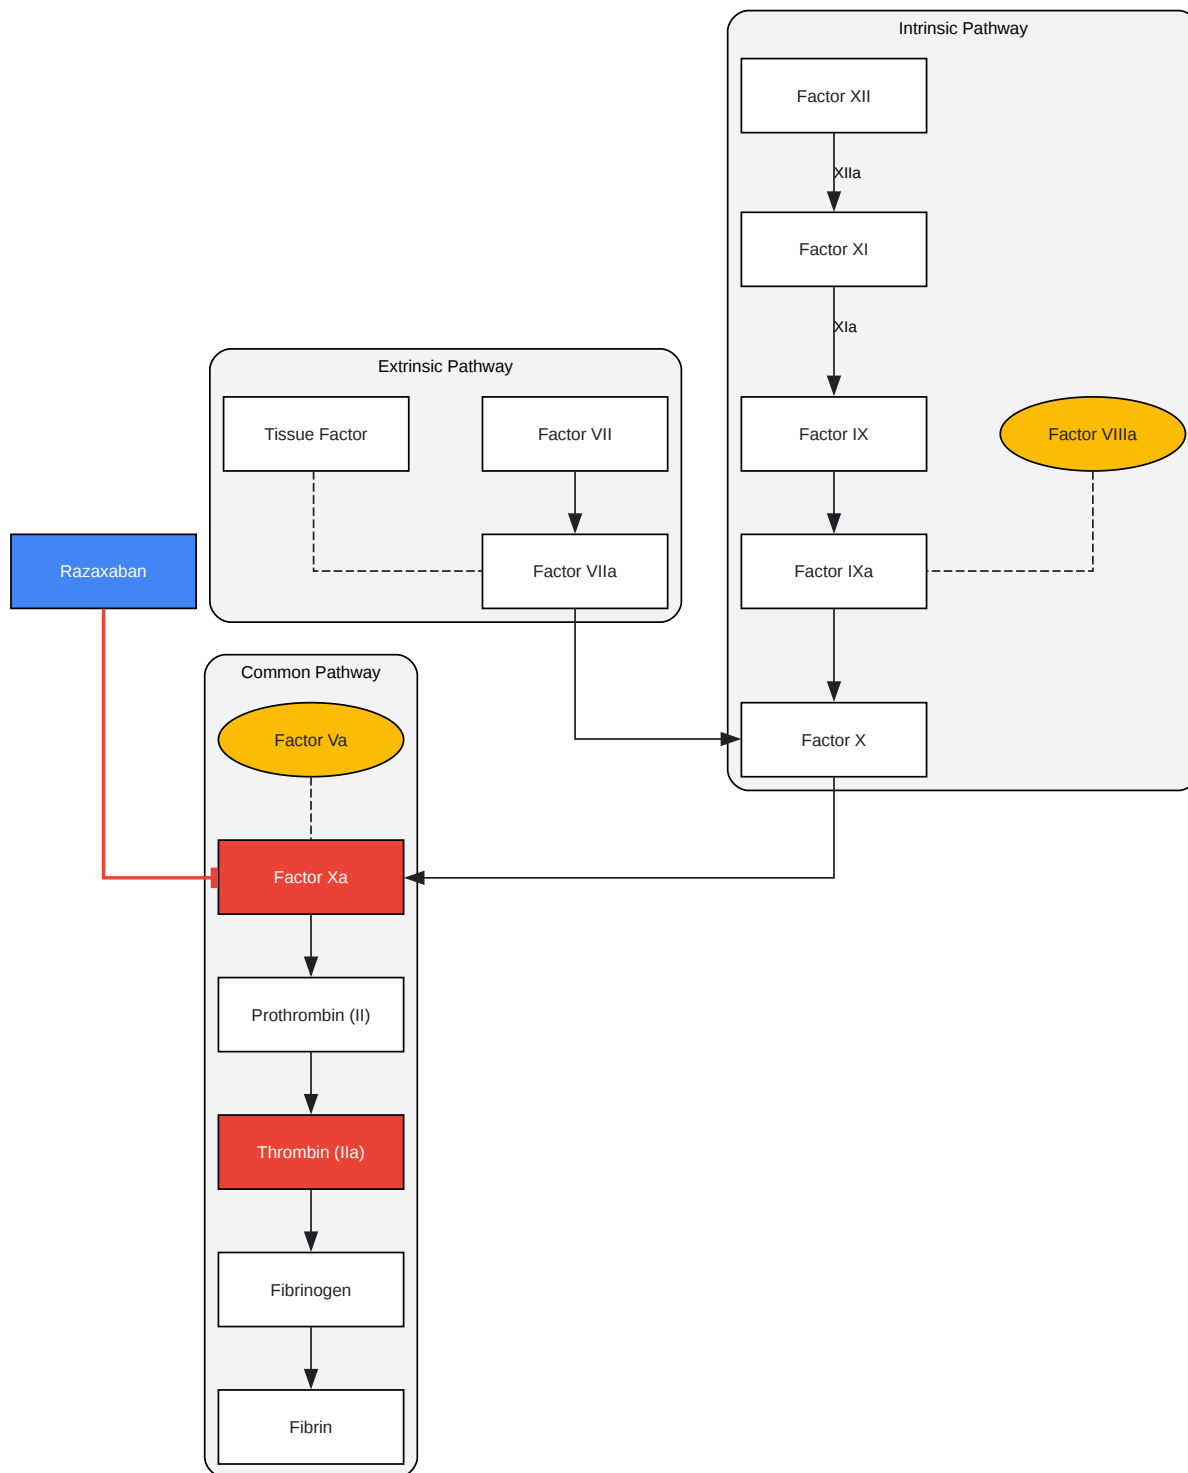 Intrinsic Pathway
Factor XII
XIIa
Factor XI
XIa
Extrinsic Pathway
Tissue Factor
Factor VII
Factor IX
Factor VIIIa
Razaxaban
Factor VIIa
Factor IXa
Common Pathway
Factor Va
Factor X
Factor Xa
Prothrombin (II)
Thrombin (IIa)
Fibrinogen
Fibrin